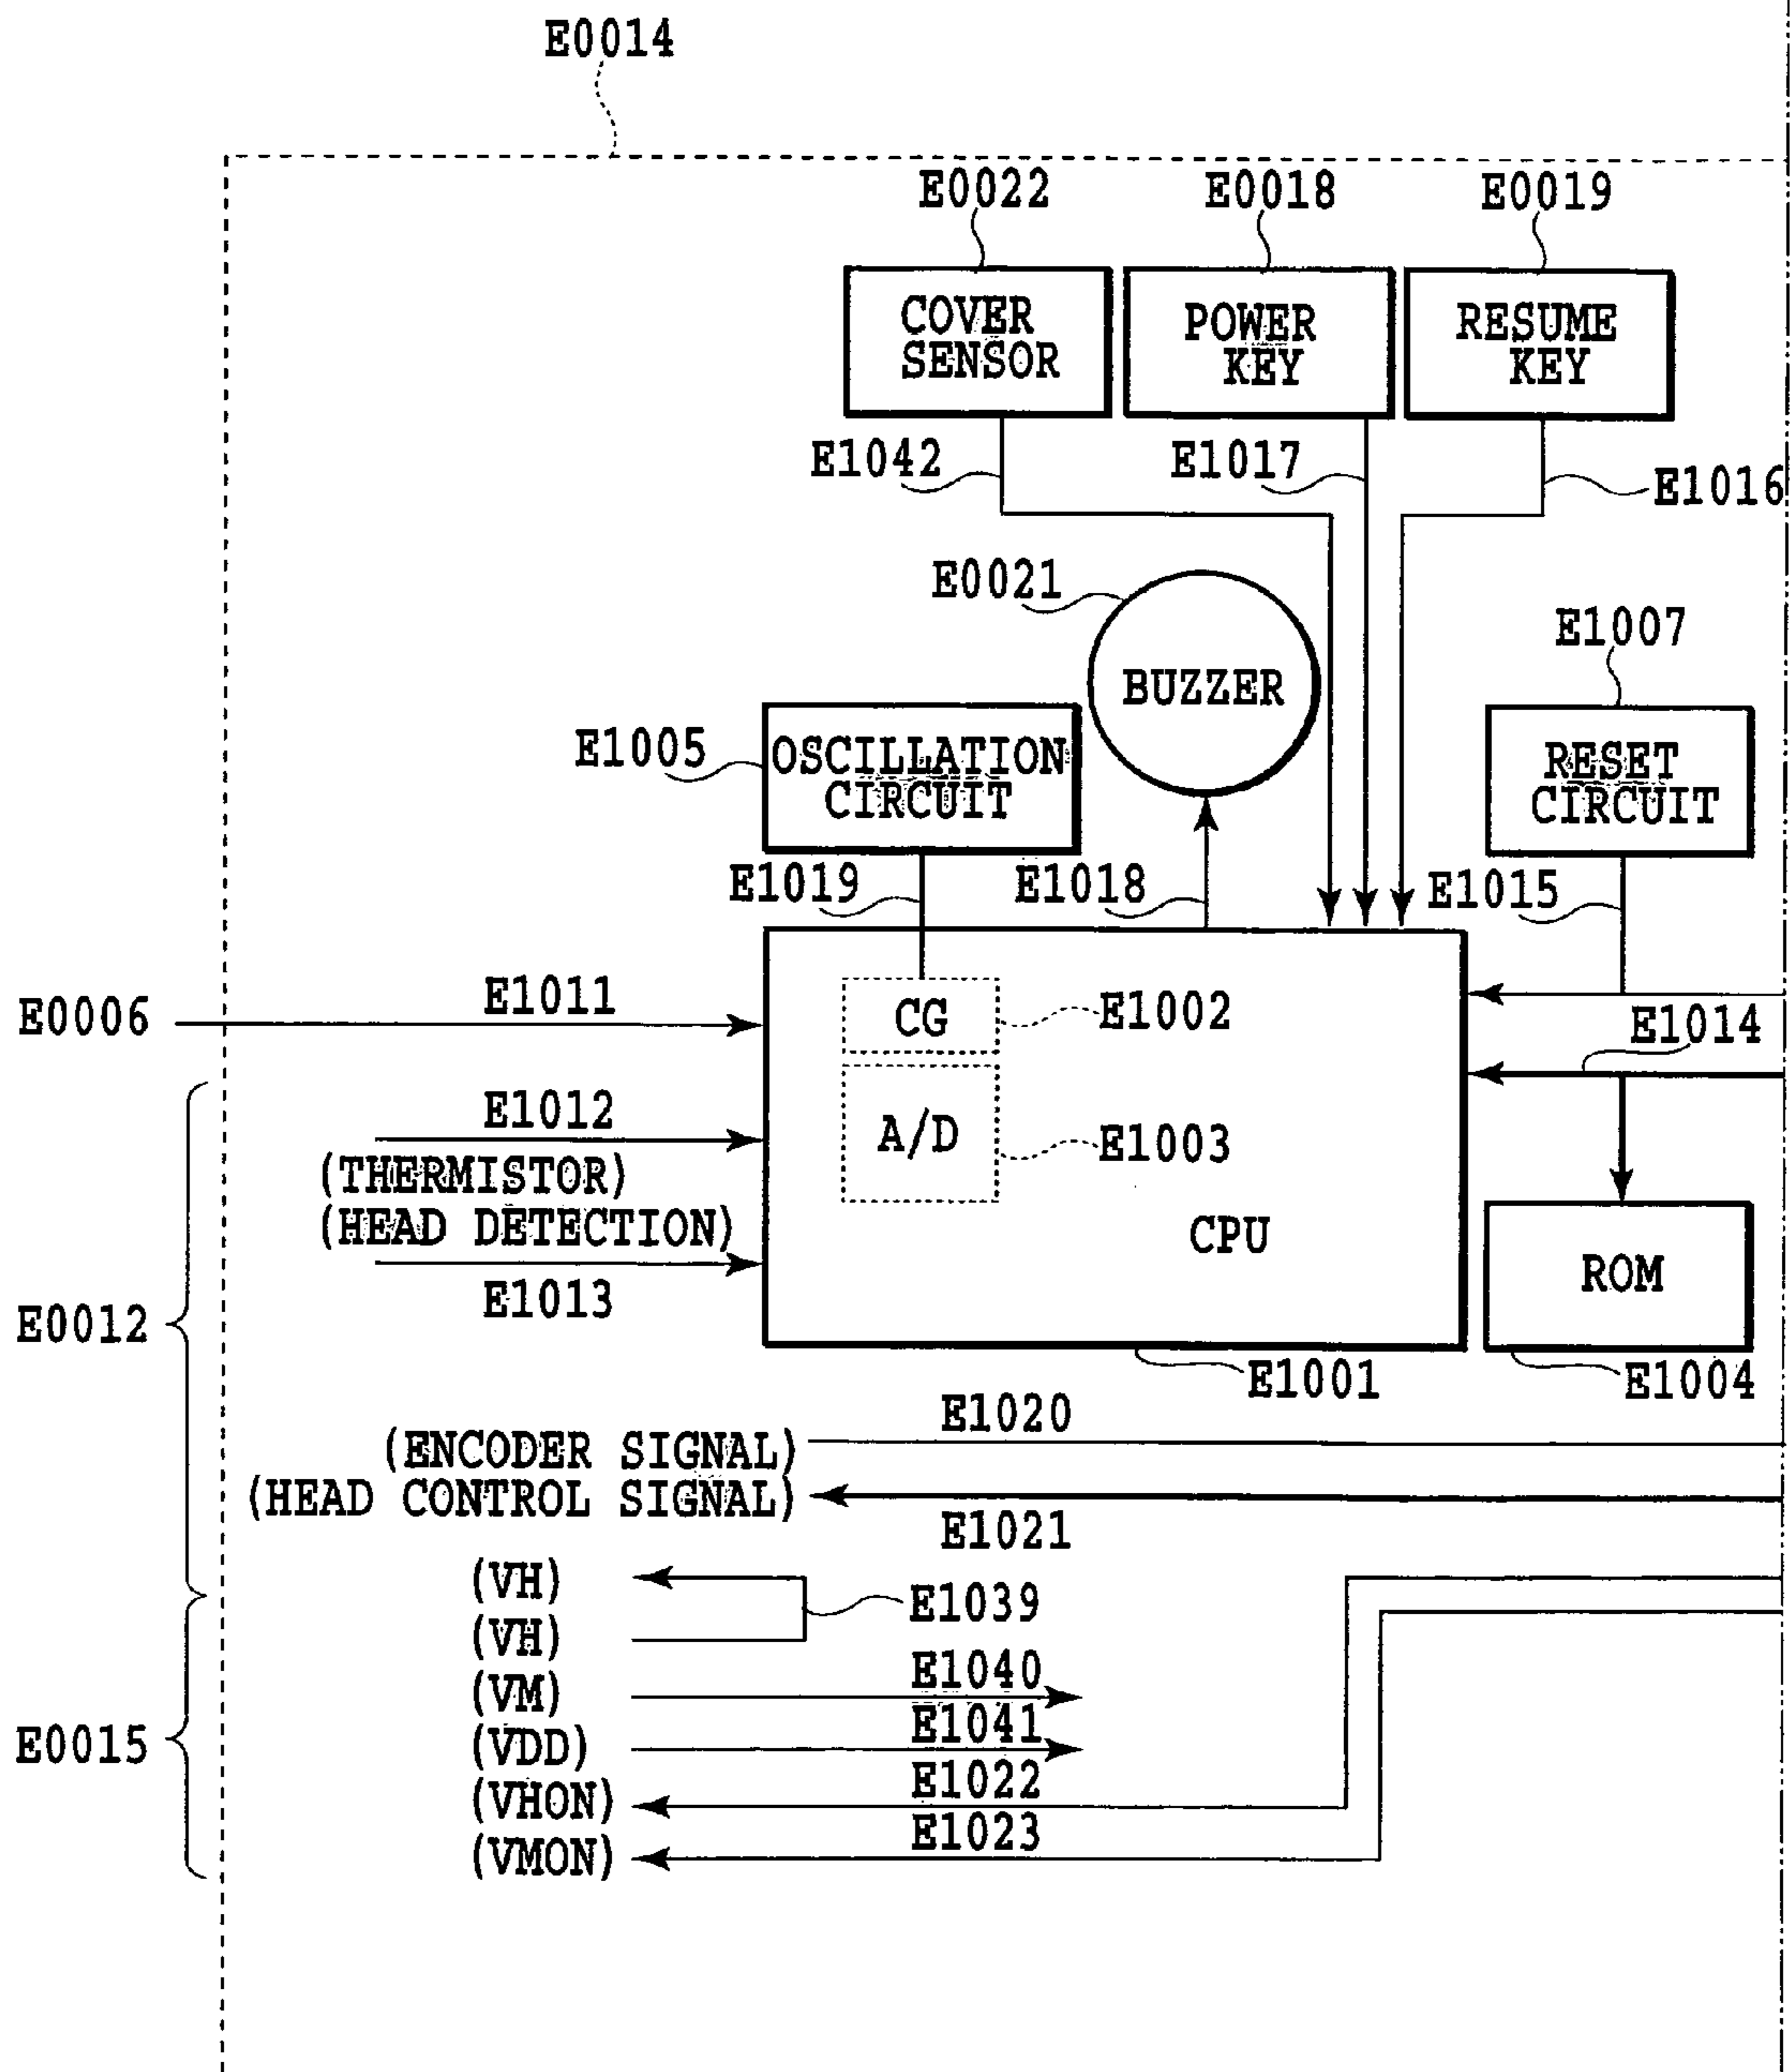 E0014
E0022 E0018 E0019
COVER SENSOR
POWER KEY
RESUME KEY
E1042 E1017
E1016
E0021
BUZZER
E1007
E1005
OSCILLATION CIRCUIT
RESET CIRCUIT
E1019 E1018 E1015
E0006
E1011
CG
E1002
E1014
E1012
A/D
E1003
(THERMISTOR)
(HEAD DETECTION)
CPU
ROM
E1013
E0012
E1001
E1004
E1020
(ENCODER SIGNAL)
(HEAD CONTROL SIGNAL)
E1021
(VH)
E1039
(VH)
E1040
(VM)
E1041
E0015
(VDD)
E1022
(VHON)
E1023
(VMON)